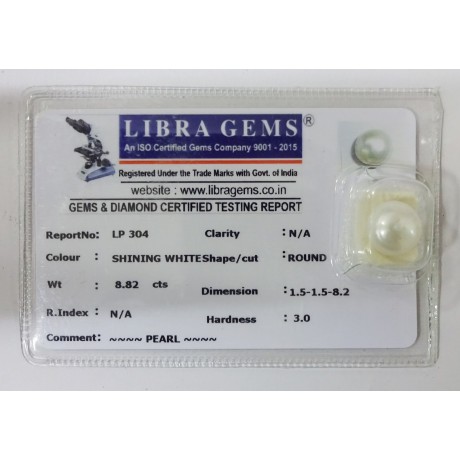 LIBRA GEMS®
An ISO Certified Gems Company 9001 - 2015
Registered Under the Trade Marks with Govt. of India
website : www.libragems.co.in
GEMS & DIAMOND CERTIFIED TESTING REPORT
ReportNo: LP 304 Clarity : N/A
Colour : SHINING WHITE Shape/cut : ROUND
Wt : 8.82 cts Dimension : 1.5-1.5-8.2
R.Index : N/A Hardness : 3.0
Comment: ~~~~ PEARL ~~~~